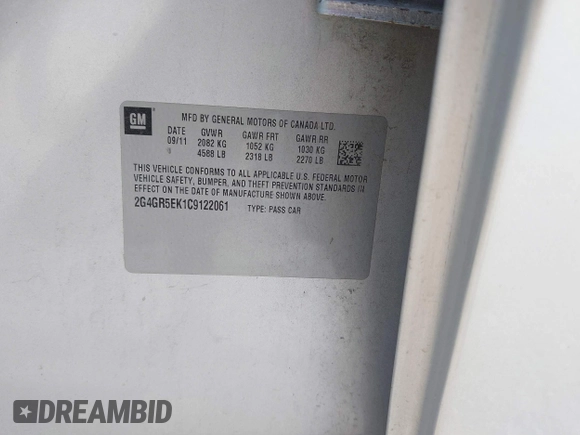 GM
MFD BY GENERAL MOTORS OF CANADA LTD.
DATE GVWR GAWR FRT GAWR RR
09/11 2082 KG 1052 KG 1030 KG
4588 LB 2318 LB 2270 LB
THIS VEHICLE CONFORMS TO ALL APPLICABLE U.S. FEDERAL MOTOR
VEHICLE SAFETY, BUMPER, AND THEFT PREVENTION STANDARDS IN
EFFECT ON THE DATE OF MANUFACTURE SHOWN ABOVE.
2G4GR5EK1C9122061 TYPE: PASS CAR
DREAMBID